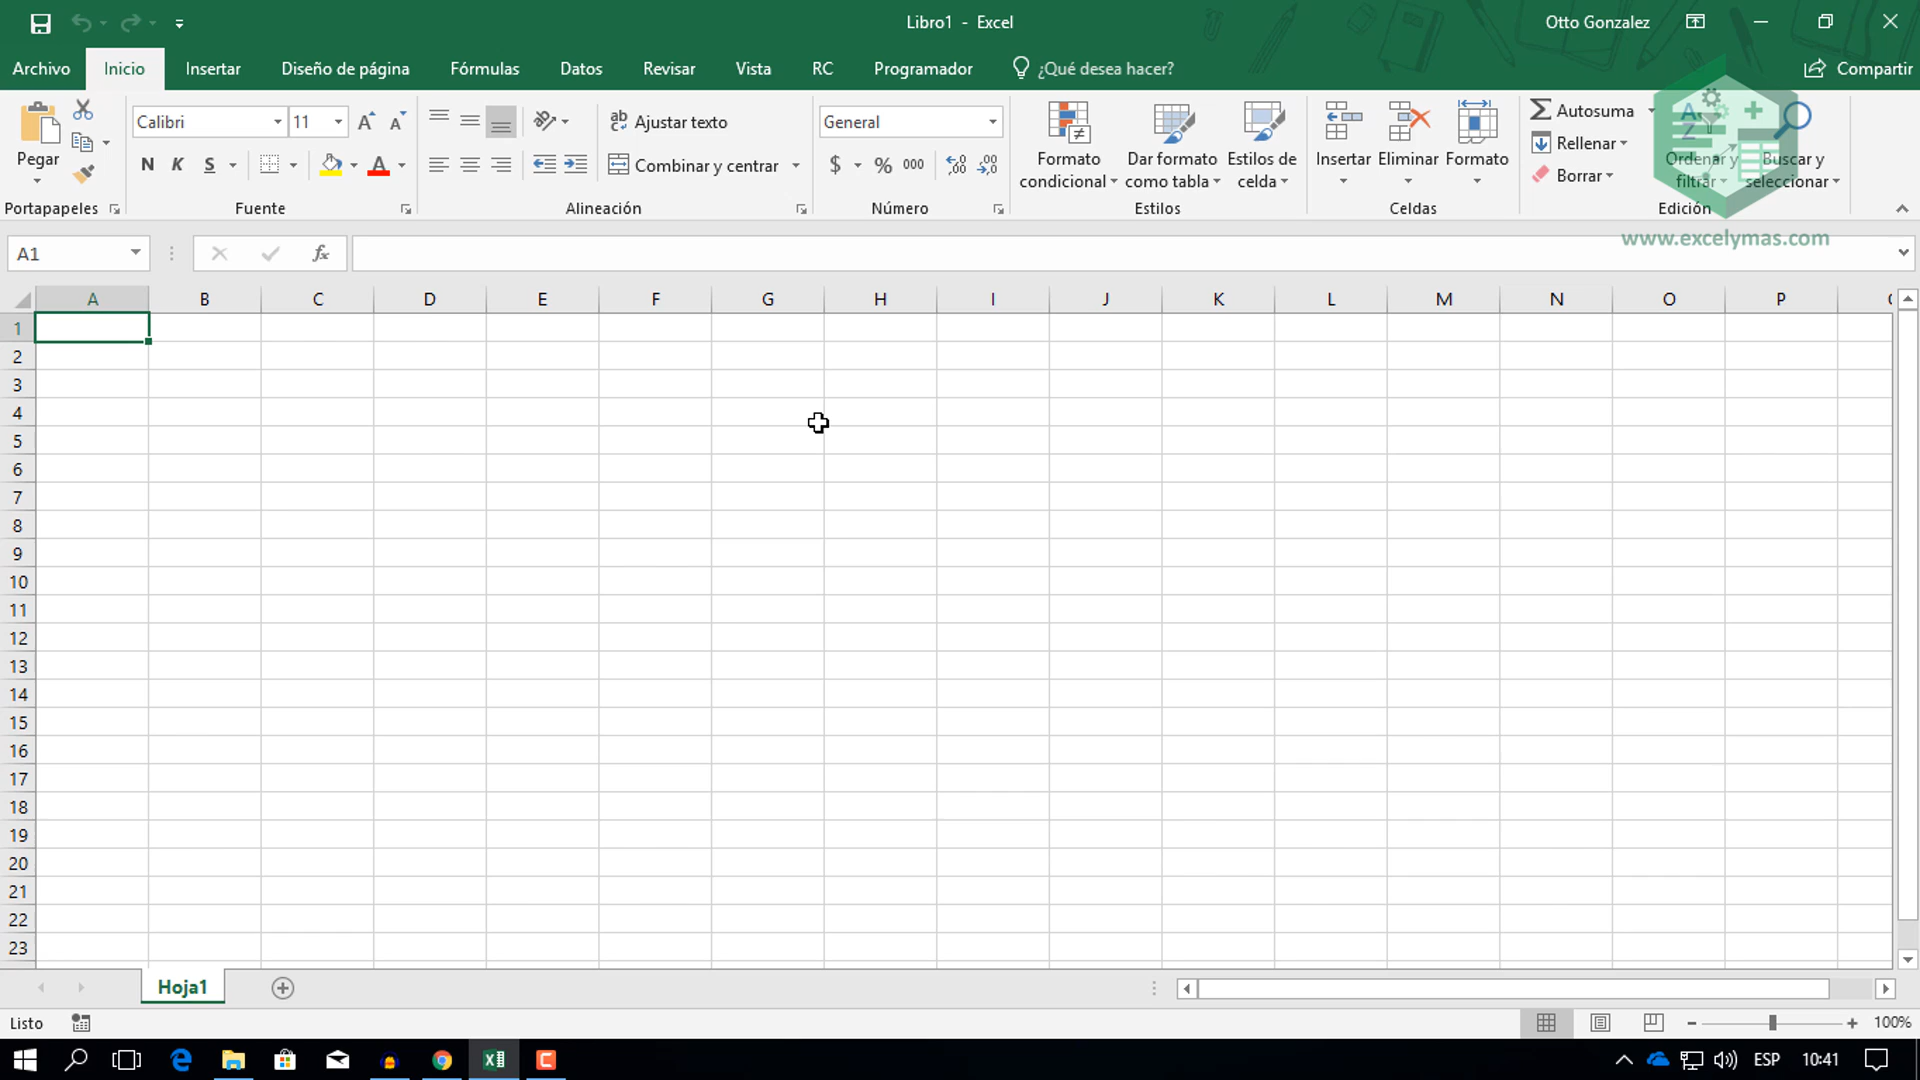 Libro1 - Excel
Otto Gonzalez
Archivo Inicio Insertar Diseño de página Fórmulas Datos Revisar Vista RC Programador ¿Qué desea hacer? Compartir
Pegar
Portapapeles
Calibri 11
N K S A
Fuente
ab Ajustar texto
Combinar y centrar
Alineación
General
$ % 000
Número
Formato condicional
Dar formato como tabla
Estilos de celda
Estilos
Insertar Eliminar Formato
Celdas
Autosuma
Rellenar
Borrar
Ordenar y filtrar
Buscar y seleccionar
Edición
www.excelymas.com
A1 fx
A B C D E F G H I J K L M N O P
1
2
3
4
5
6
7
8
9
10
11
12
13
14
15
16
17
18
19
20
21
22
23
Hoja1
Listo
100%
ESP 10:41